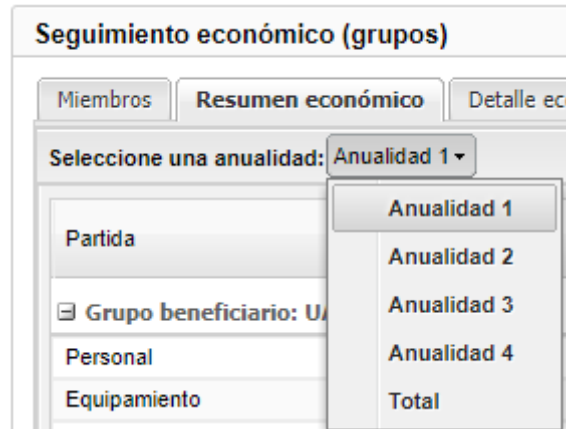 Seguimiento económico (grupos)
Miembros Resumen económico Detalle
Seleccione una anualidad: Anualidad 1
Anualidad 1
Partida
Anualidad 2
Grupo beneficiario:
Anualidad 3
Personal
Anualidad 4
Equipamiento
Total